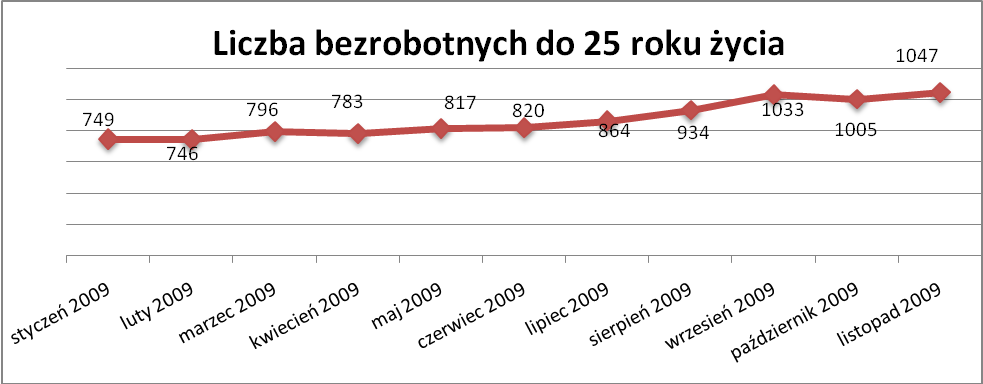 Liczba bezrobotnych do 25 roku życia
749
746
796
783
817
820
864
934
1033
1005
1047
styczeń 2009
luty 2009
marzec 2009
kwiecień 2009
maj 2009
czerwiec 2009
lipiec 2009
sierpień 2009
wrzesień 2009
październik 2009
listopad 2009